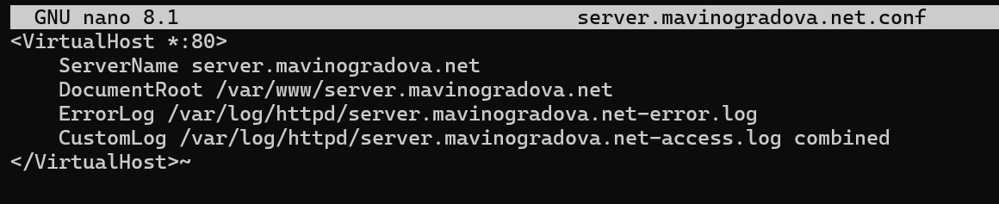 GNU nano 8.1 server.mavinogradova.net.conf
<VirtualHost *:80>
    ServerName server.mavinogradova.net
    DocumentRoot /var/www/server.mavinogradova.net
    ErrorLog /var/log/httpd/server.mavinogradova.net-error.log
    CustomLog /var/log/httpd/server.mavinogradova.net-access.log combined
</VirtualHost>~